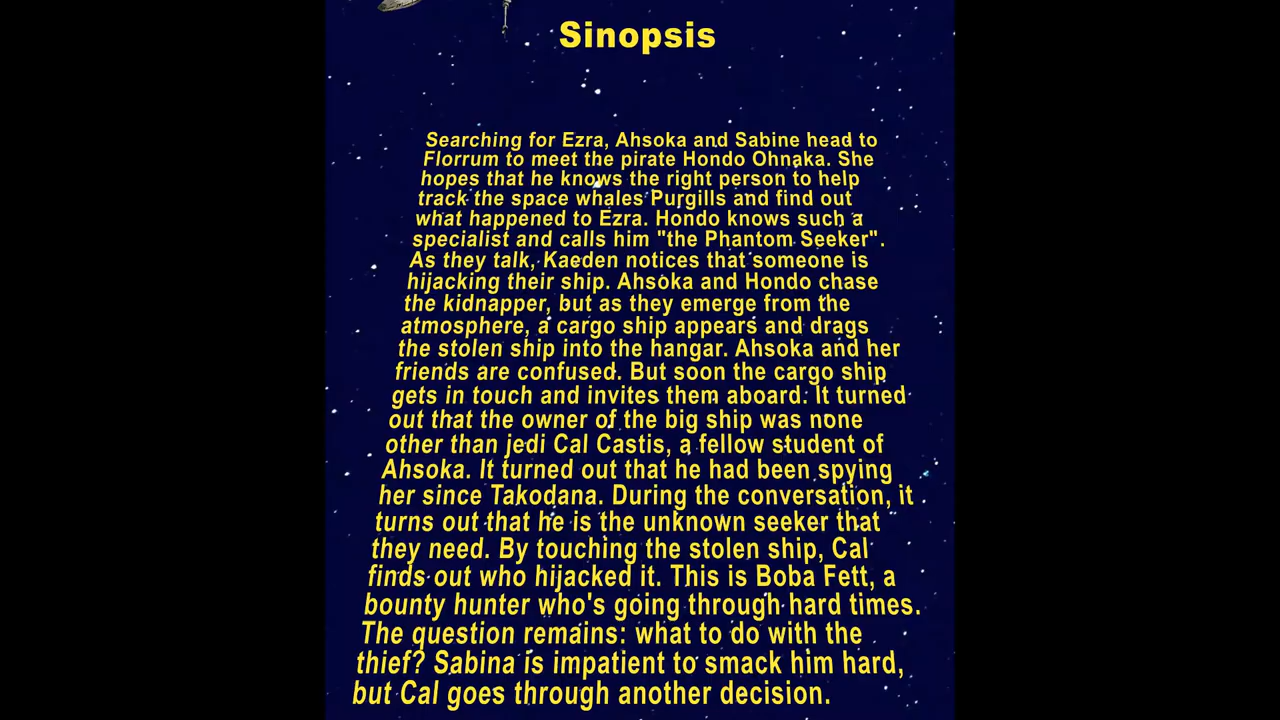 Sinopsis
Searching for Ezra, Ahsoka and Sabine head to
Florrum to meet the pirate Hondo Ohnaka. She
hopes that he knows the right person to help
track the space whales Purgills and find out
what happened to Ezra. Hondo knows such a
specialist and calls him "the Phantom Seeker".
As they talk, Kaeden notices that someone is
hijacking their ship. Ahsoka and Hondo chase
the kidnapper, but as they emerge from the
atmosphere, a cargo ship appears and drags
the stolen ship into the hangar. Ahsoka and her
friends are confused. But soon the cargo ship
gets in touch and invites them aboard. It turned
out that the owner of the big ship was none
other than jedi Cal Castis, a fellow student of
Ahsoka. It turned out that he had been spying
her since Takodana. During the conversation, it
turns out that he is the unknown seeker that
they need. By touching the stolen ship, Cal
finds out who hijacked it. This is Boba Fett, a
bounty hunter who's going through hard times.
The question remains: what to do with the
thief? Sabina is impatient to smack him hard,
but Cal goes through another decision.